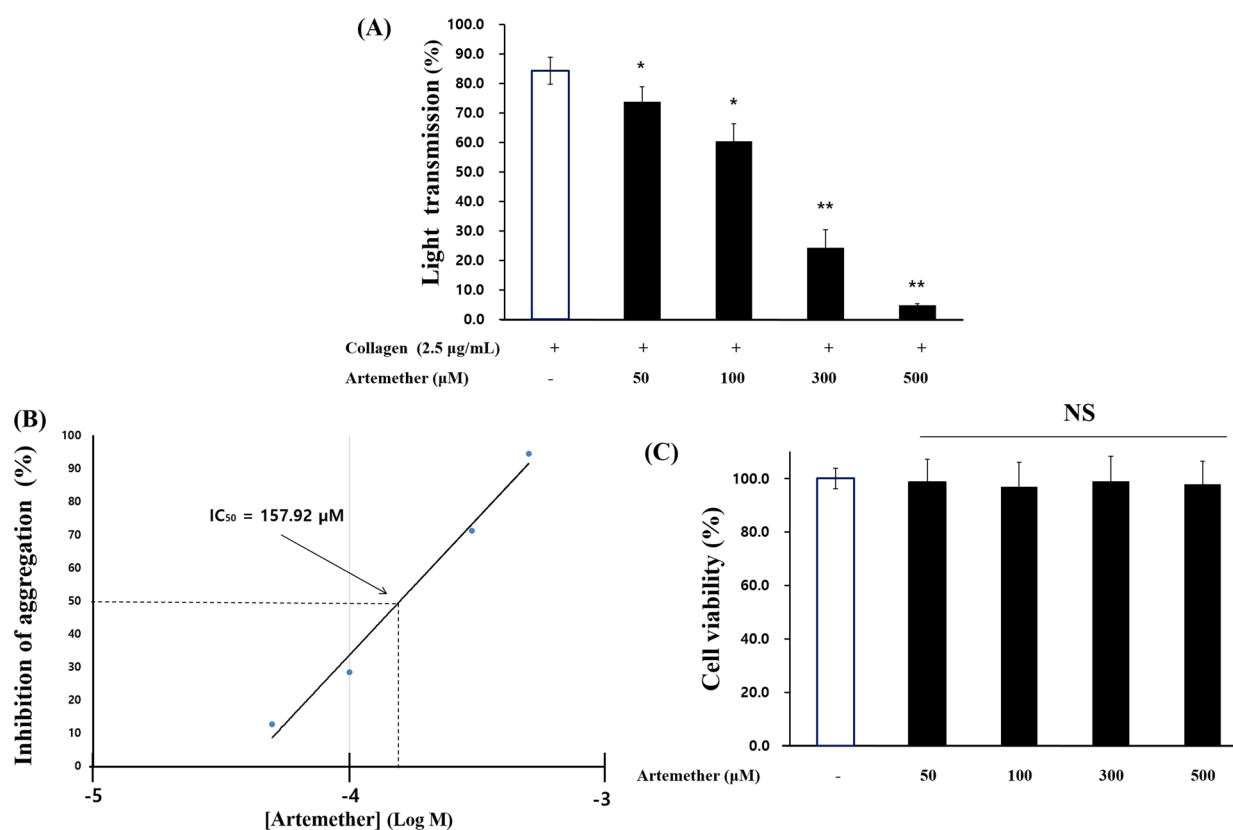 (A)
Light transmission (%)
100.0
90.0
80.0
70.0
60.0
50.0
40.0
30.0
20.0
10.0
0.0
*
*
**
**
Collagen (2.5 µg/mL) + + + + +
Artemether (µM) - 50 100 300 500
(B)
Inhibition of aggregation (%)
100
90
80
70
60
50
40
30
20
10
0
IC₅₀ = 157.92 µM
-5 -4 -3
[Artemether] (Log M)
(C)
NS
Cell viability (%)
100.0
80.0
60.0
40.0
20.0
0.0
Artemether (µM) - 50 100 300 500